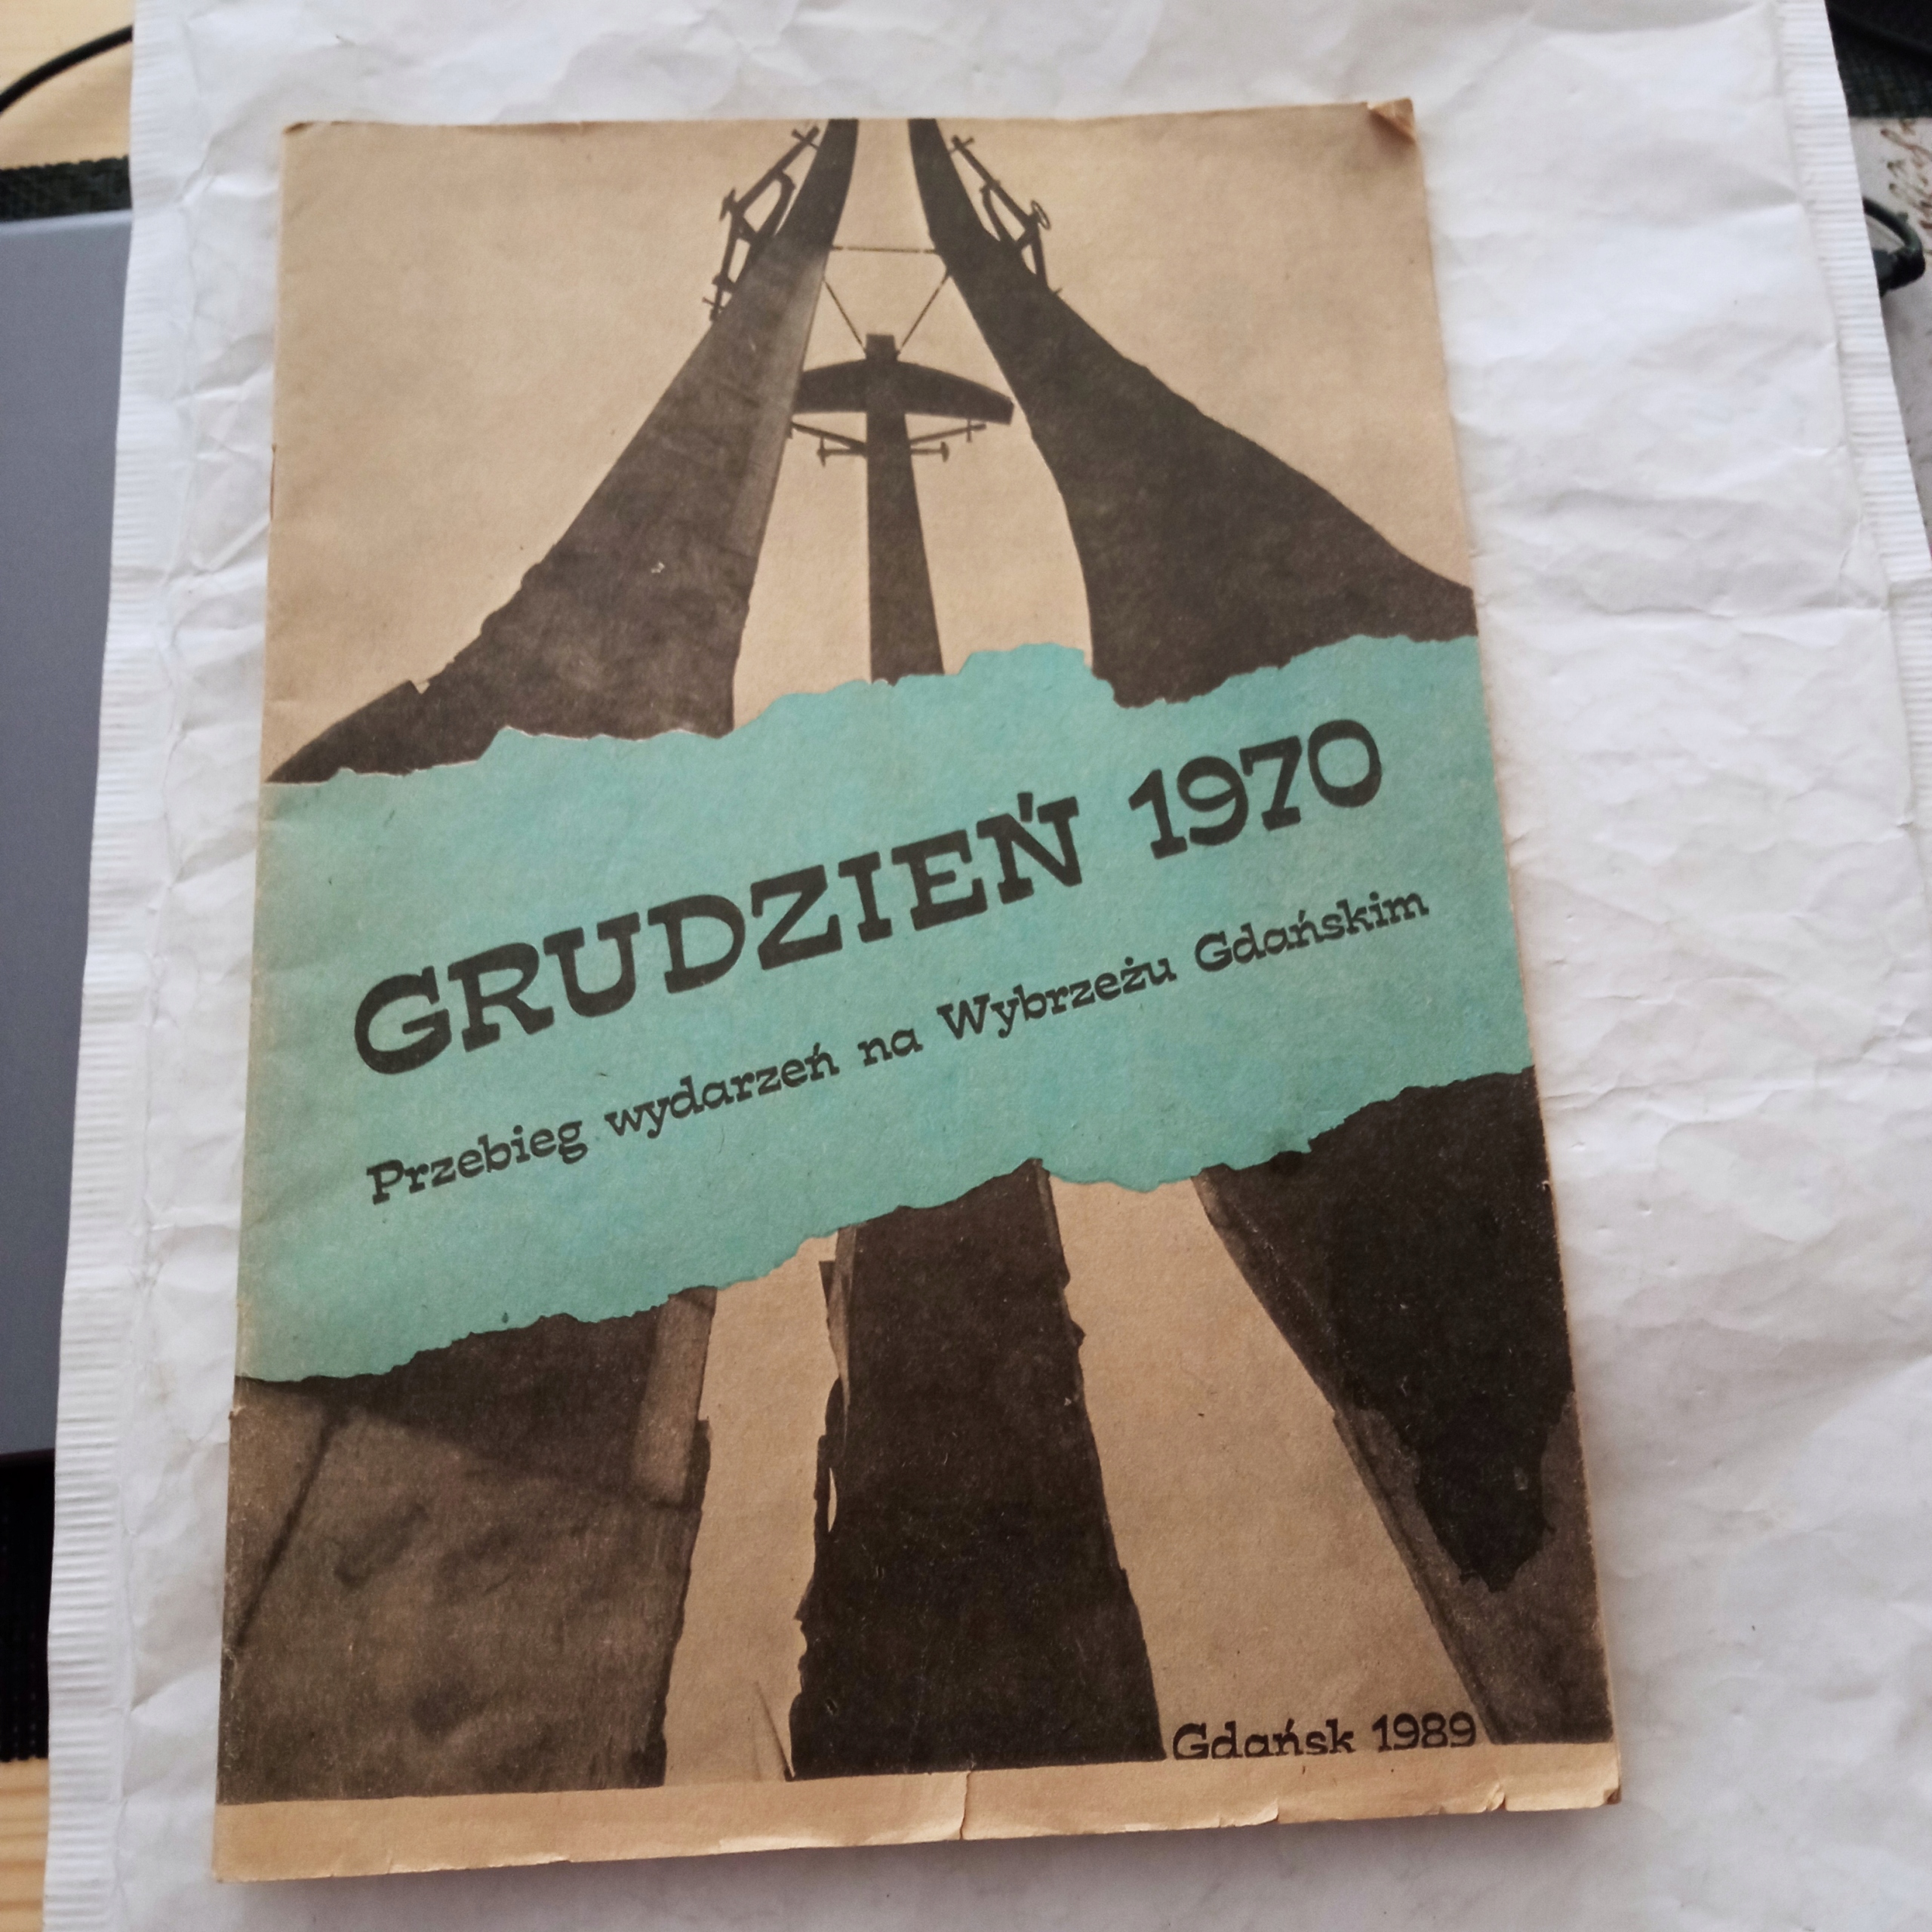 GRUDZIEŃ 1970
Przebieg wydarzeń na Wybrzeżu Gdańskim
Gdańsk 1989